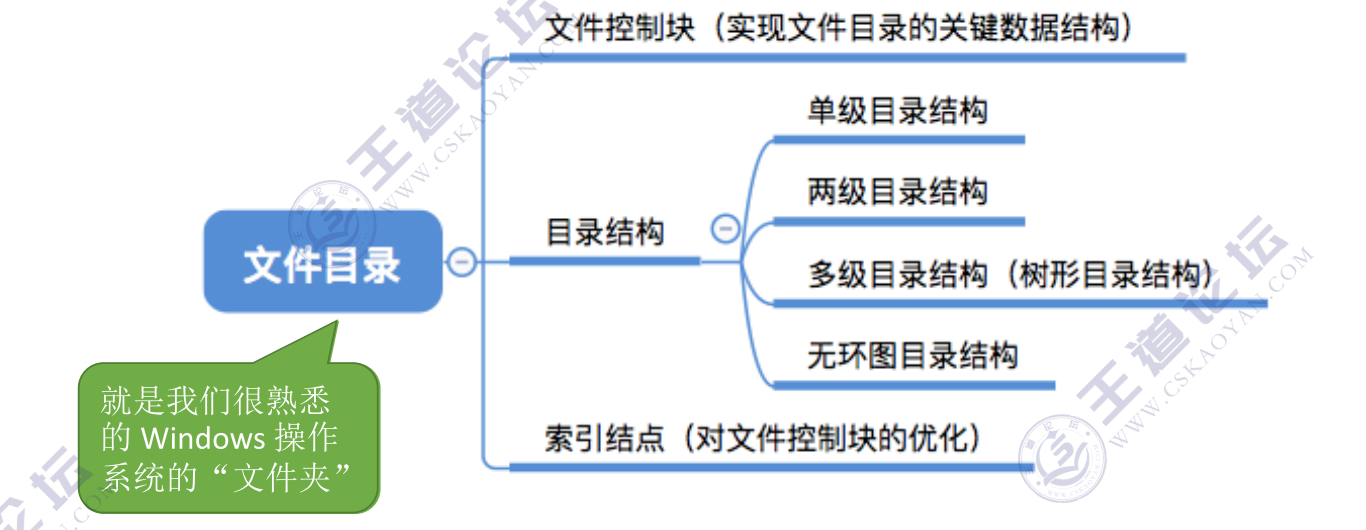 文件控制块（实现文件目录的关键数据结构）
单级目录结构
两级目录结构
目录结构
文件目录
多级目录结构（树形目录结构）
无环图目录结构
就是我们很熟悉
的 Windows 操作
系统的“文件夹”
索引结点（对文件控制块的优化）
王道论坛
WWW.CSKAOYAN.COM
王道论坛
WWW.CSKAOYAN.COM